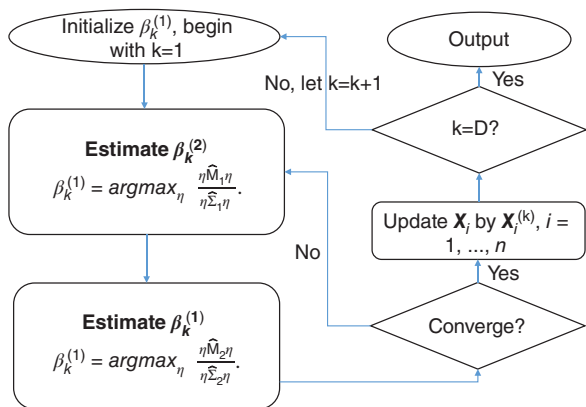 Initialize β_k^(1), begin
with k=1
Output
No, let k=k+1
Yes
k=D?
Estimate β_k^(2)
β_k^(1) = argmax_η ηM̂_1η / ηΣ̂_1η.
Update X_i by X_i^(k), i =
1, ..., n
No
Yes
Estimate β_k^(1)
β_k^(1) = argmax_η ηM̂_2η / ηΣ̂_2η.
Converge?